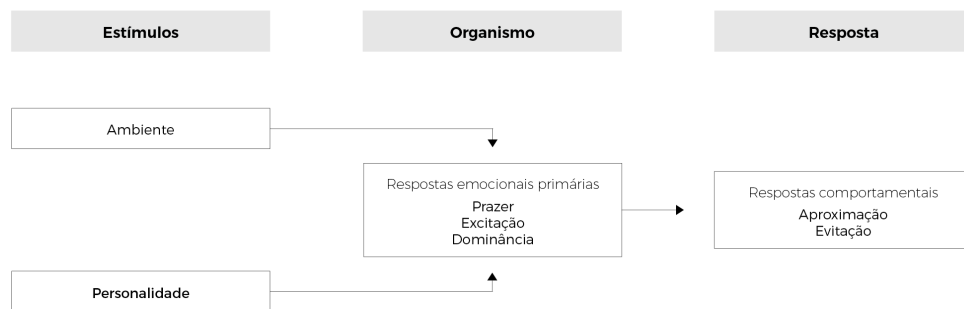 Estímulos
Organismo
Resposta
Ambiente
Respostas emocionais primárias
Prazer
Excitação
Dominância
Respostas comportamentais
Aproximação
Evitação
Personalidade